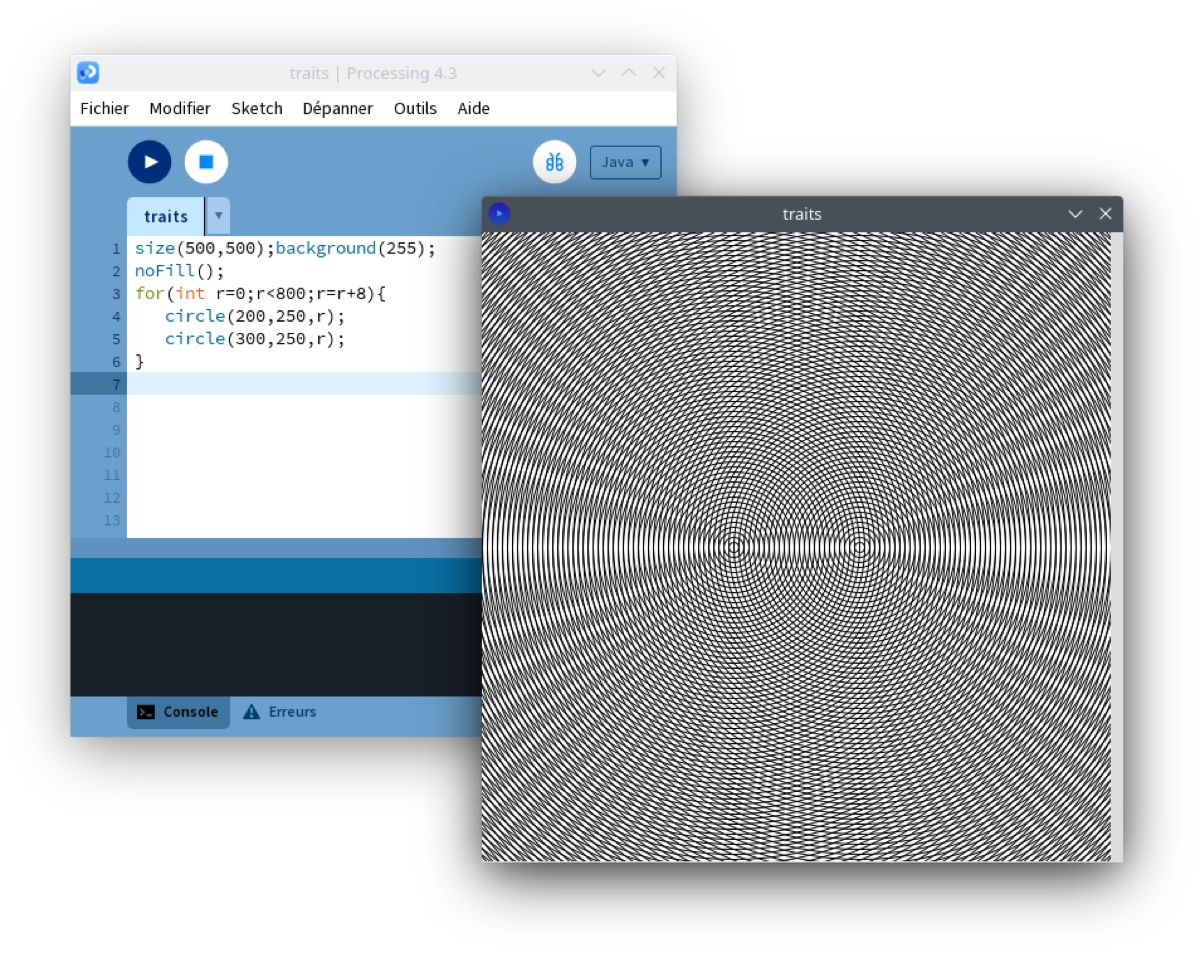 traits | Processing 4.3
Fichier Modifier Sketch Dépanner Outils Aide
Java ▾
traits ▾
1 size(500,500);background(255);
2 noFill();
3 for(int r=0;r<800;r=r+8){
4 circle(200,250,r);
5 circle(300,250,r);
6 }
7
8
9
10
11
12
13
Console Erreurs
traits